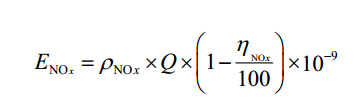 E_NOx = ρ_NOx × Q × (1 − η_NOx / 100) × 10⁻⁹